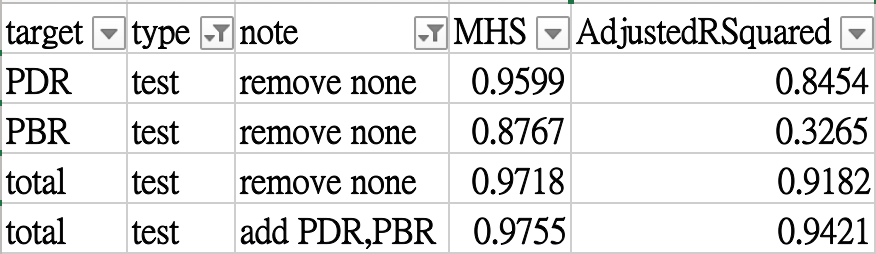 target type note MHS AdjustedRSquared
PDR test remove none 0.9599 0.8454
PBR test remove none 0.8767 0.3265
total test remove none 0.9718 0.9182
total test add PDR,PBR 0.9755 0.9421